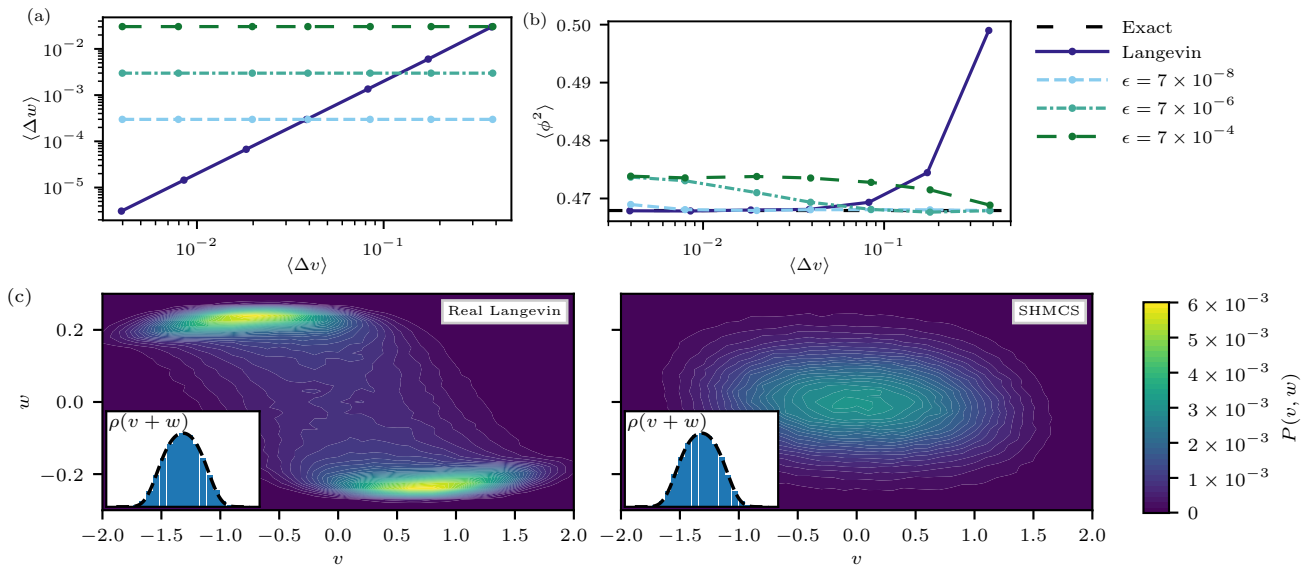 (a)
10⁻²
10⁻³
10⁻⁴
10⁻⁵
⟨Δw⟩
10⁻²
10⁻¹
⟨Δv⟩
(b)
0.50
0.49
0.48
0.47
⟨ϕ²⟩
10⁻²
10⁻¹
⟨Δv⟩
Exact
Langevin
ϵ = 7 × 10⁻⁸
ϵ = 7 × 10⁻⁶
ϵ = 7 × 10⁻⁴
(c)
Real Langevin
0.2
0.0
−0.2
w
ρ(v + w)
−2.0 −1.5 −1.0 −0.5 0.0 0.5 1.0 1.5 2.0
v
SHMCS
ρ(v + w)
−2.0 −1.5 −1.0 −0.5 0.0 0.5 1.0 1.5 2.0
v
6 × 10⁻³
5 × 10⁻³
4 × 10⁻³
3 × 10⁻³
2 × 10⁻³
1 × 10⁻³
0
P(v, w)